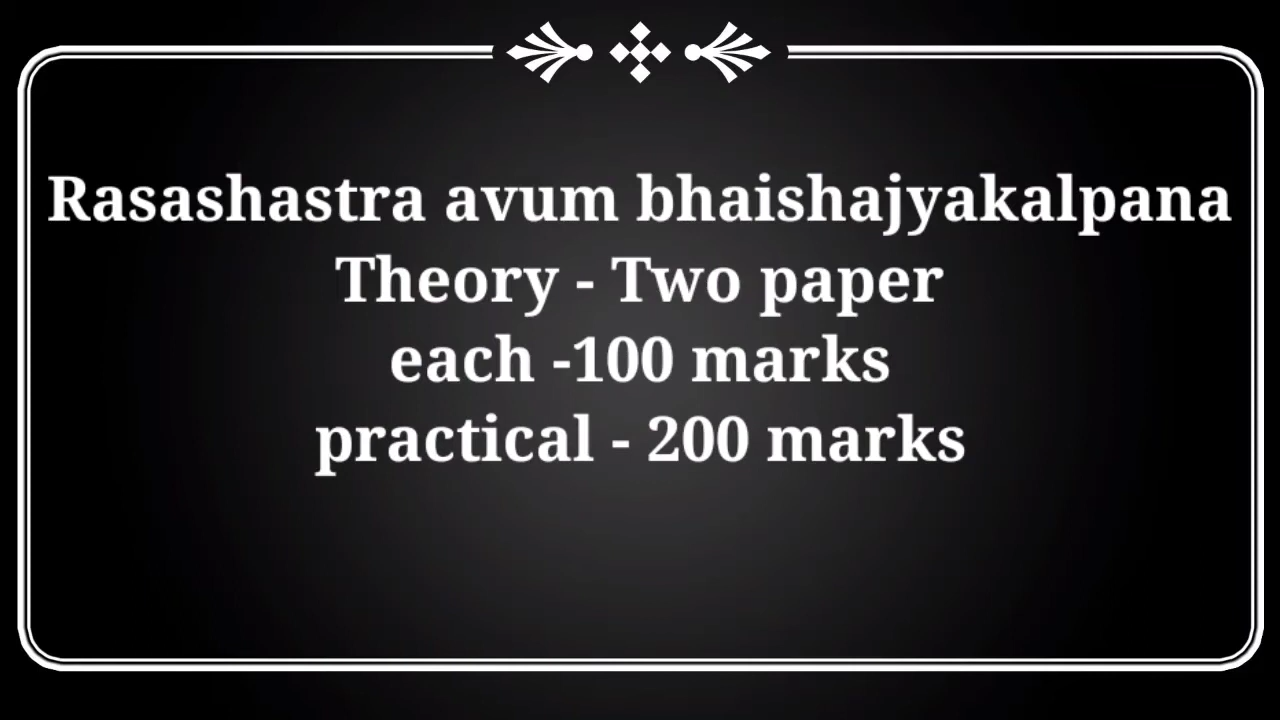 Rasashastra avum bhaishajyakalpana
Theory - Two paper
each -100 marks
practical - 200 marks